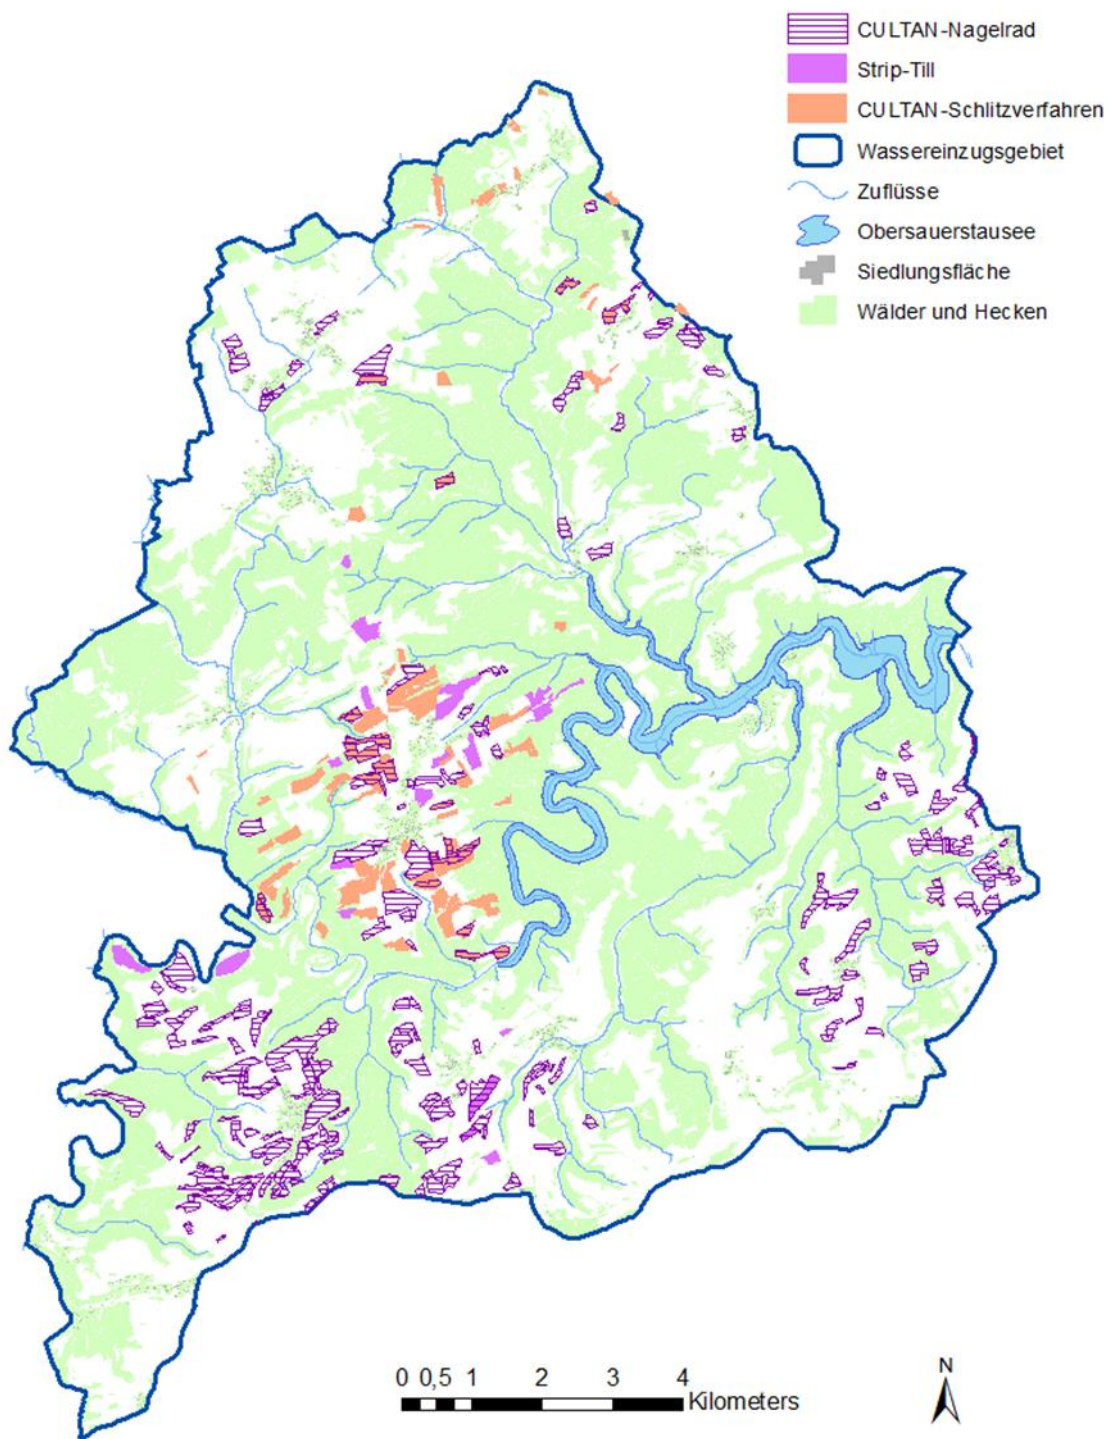 CULTAN-Nagelrad
Strip-Till
CULTAN-Schlitzverfahren
Wassereinzugsgebiet
Zuflüsse
Obersauerstausee
Siedlungsfläche
Wälder und Hecken
0 0,5 1 2 3 4
Kilometers
N